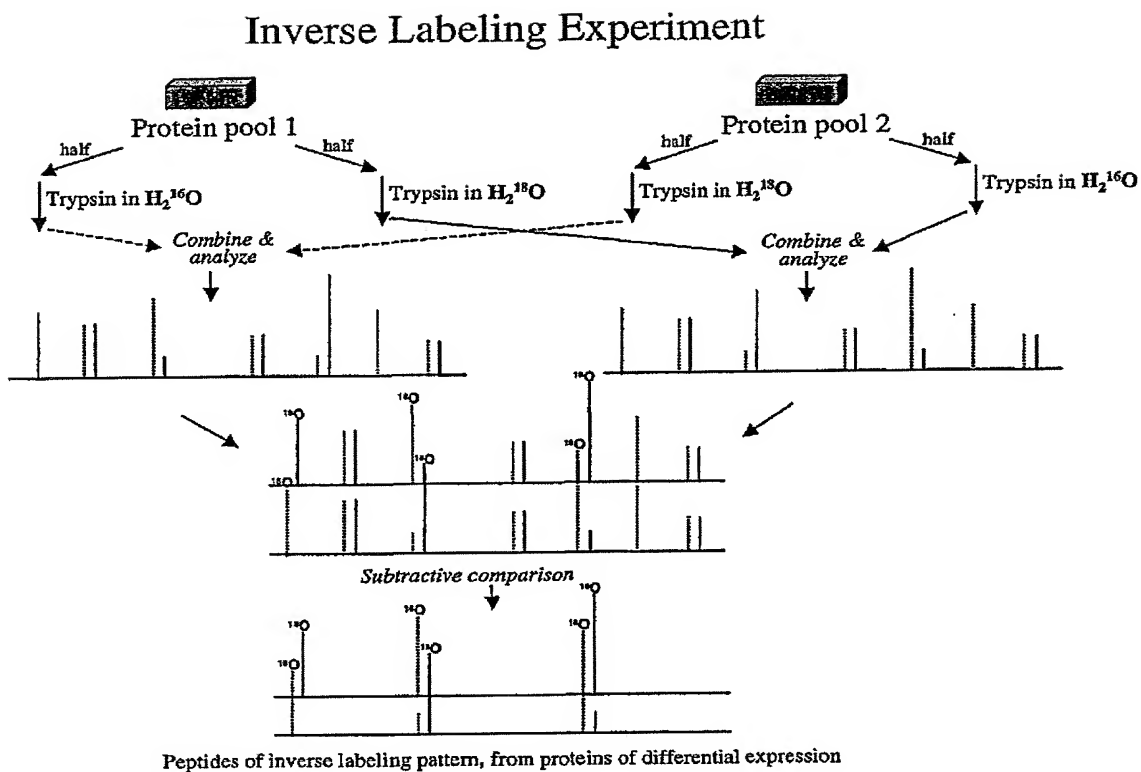 Inverse Labeling Experiment
Protein pool 1
Protein pool 2
half
half
half
half
Trypsin in H₂¹⁶O
Trypsin in H₂¹⁸O
Trypsin in H₂¹⁸O
Trypsin in H₂¹⁶O
Combine &
analyze
Combine &
analyze
Subtractive comparison
Peptides of inverse labeling pattern, from proteins of differential expression